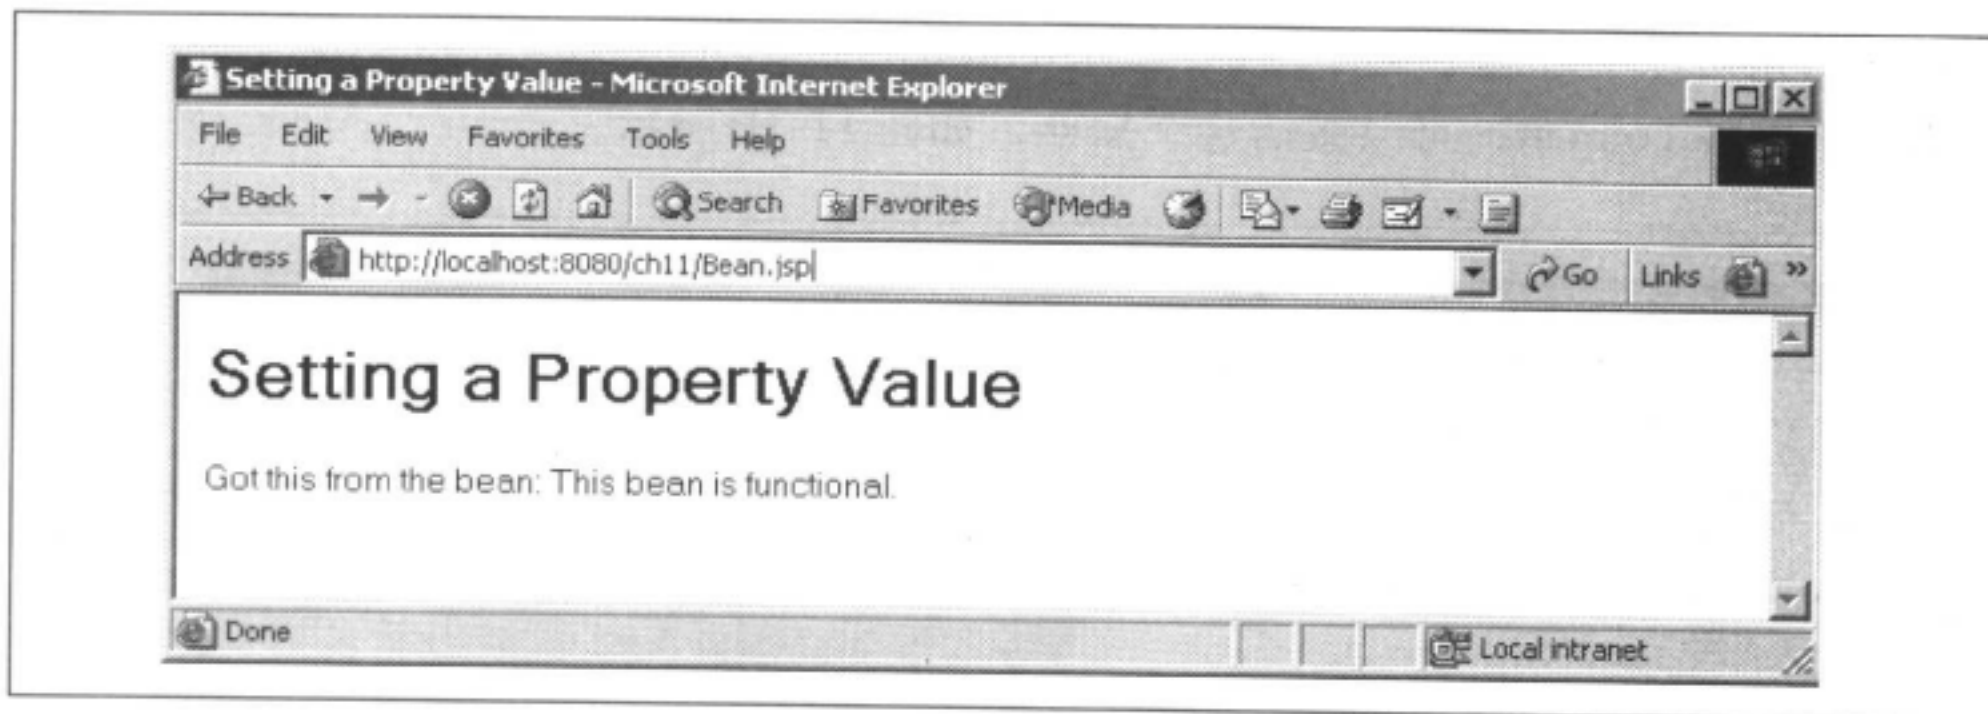 Setting a Property Value - Microsoft Internet Explorer
File Edit View Favorites Tools Help
Back Search Favorites Media
Address http://localhost:8080/ch11/Bean.jsp Go Links »
Setting a Property Value
Got this from the bean: This bean is functional.
Done Local intranet